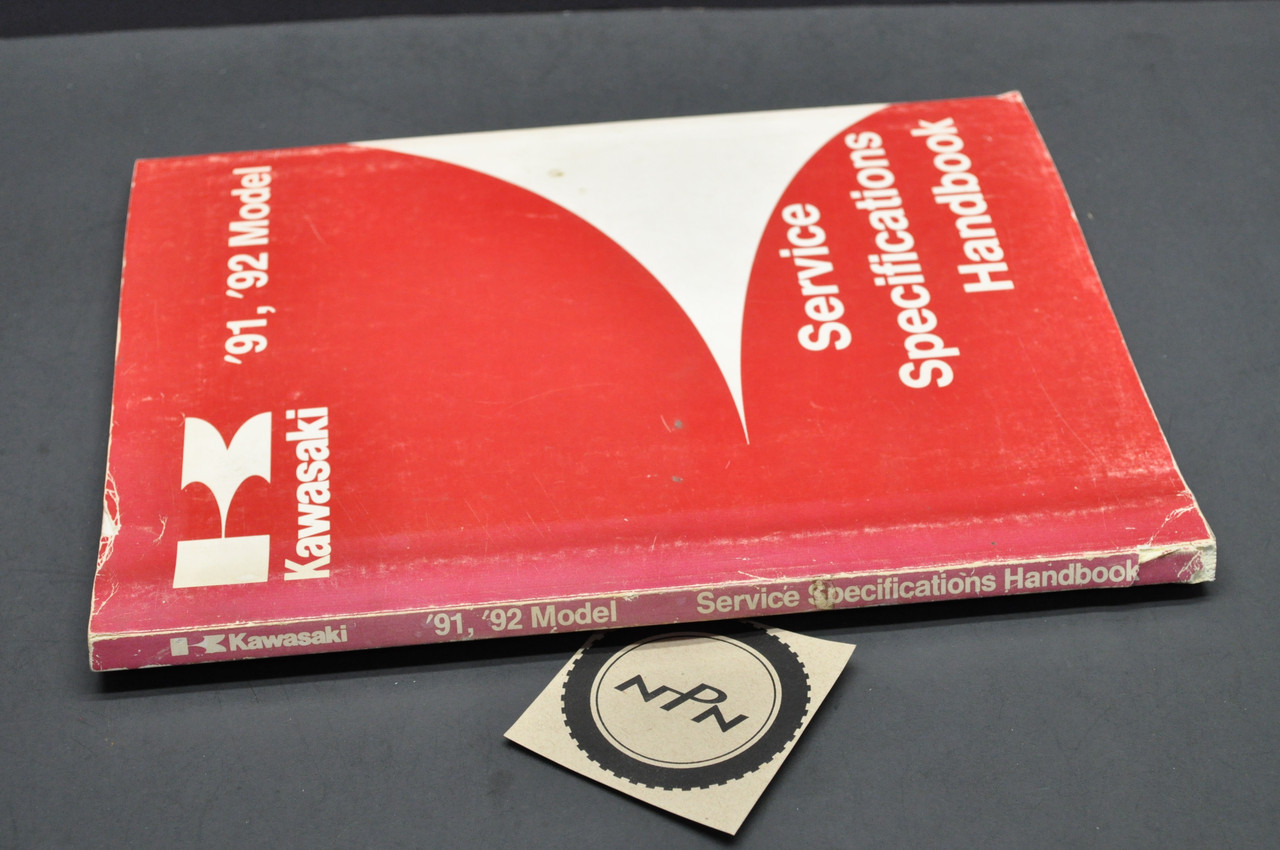 Service
Specifications
Handbook
'91, '92 Model
Kawasaki
Kawasaki '91, '92 Model Service Specifications Handbook
NPN